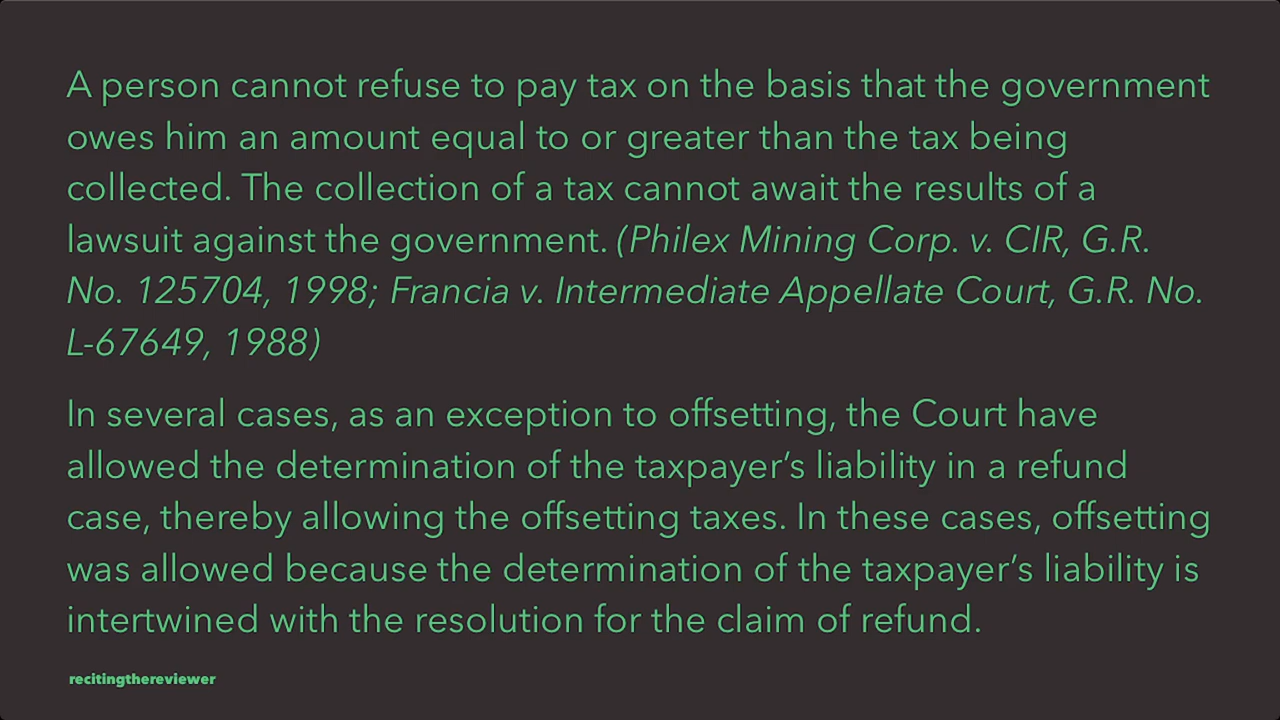 A person cannot refuse to pay tax on the basis that the government
owes him an amount equal to or greater than the tax being
collected. The collection of a tax cannot await the results of a
lawsuit against the government. (Philex Mining Corp. v. CIR, G.R.
No. 125704, 1998; Francia v. Intermediate Appellate Court, G.R. No.
L-67649, 1988)
In several cases, as an exception to offsetting, the Court have
allowed the determination of the taxpayer’s liability in a refund
case, thereby allowing the offsetting taxes. In these cases, offsetting
was allowed because the determination of the taxpayer’s liability is
intertwined with the resolution for the claim of refund.
recitingthereviewer